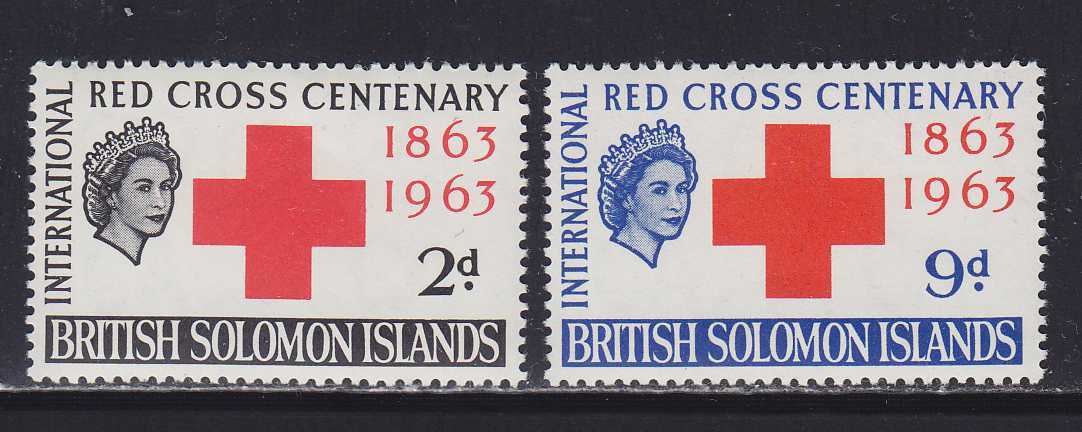 INTERNATIONAL
RED CROSS CENTENARY
1863
1963
2d.
BRITISH SOLOMON ISLANDS
INTERNATIONAL
RED CROSS CENTENARY
1863
1963
9d.
BRITISH SOLOMON ISLANDS